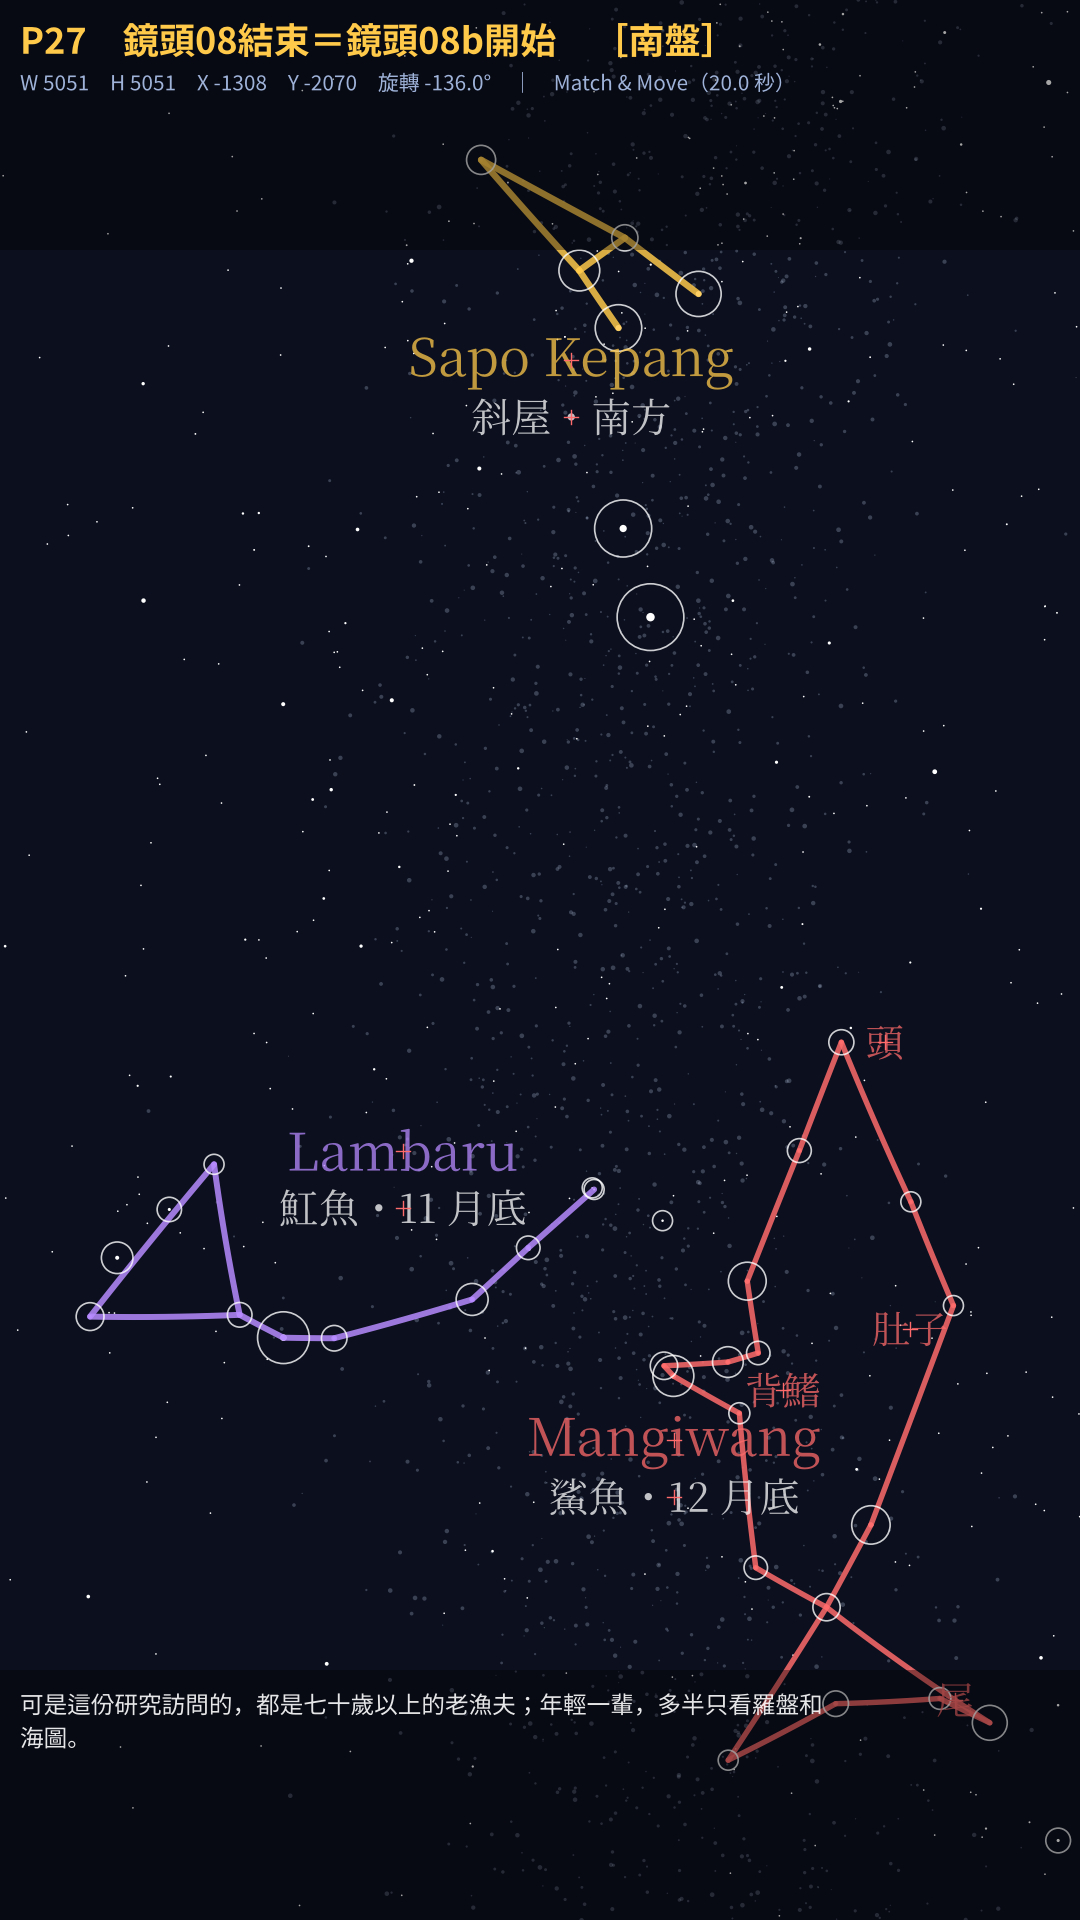 P27　鏡頭08結束＝鏡頭08b開始　［南盤］
W 5051　H 5051　X -1308　Y -2070　旋轉 -136.0°　｜　Match & Move（20.0 秒）
Sapo Kepang
斜屋・南方
頭
Lambaru
魟魚・11 月底
肚子
背鰭
Mangiwang
鯊魚・12 月底
尾
可是這份研究訪問的，都是七十歲以上的老漁夫；年輕一輩，多半只看羅盤和
海圖。